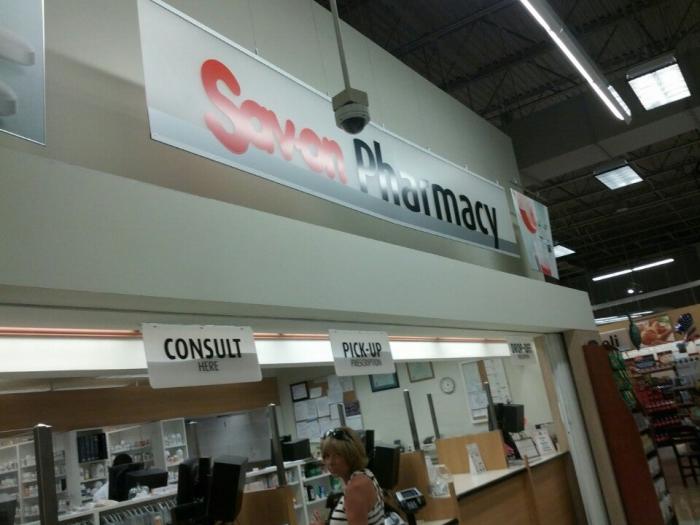 Sav-on Pharmacy
CONSULT
HERE
PICK-UP
PRESCRIPTION
DROP-OFF